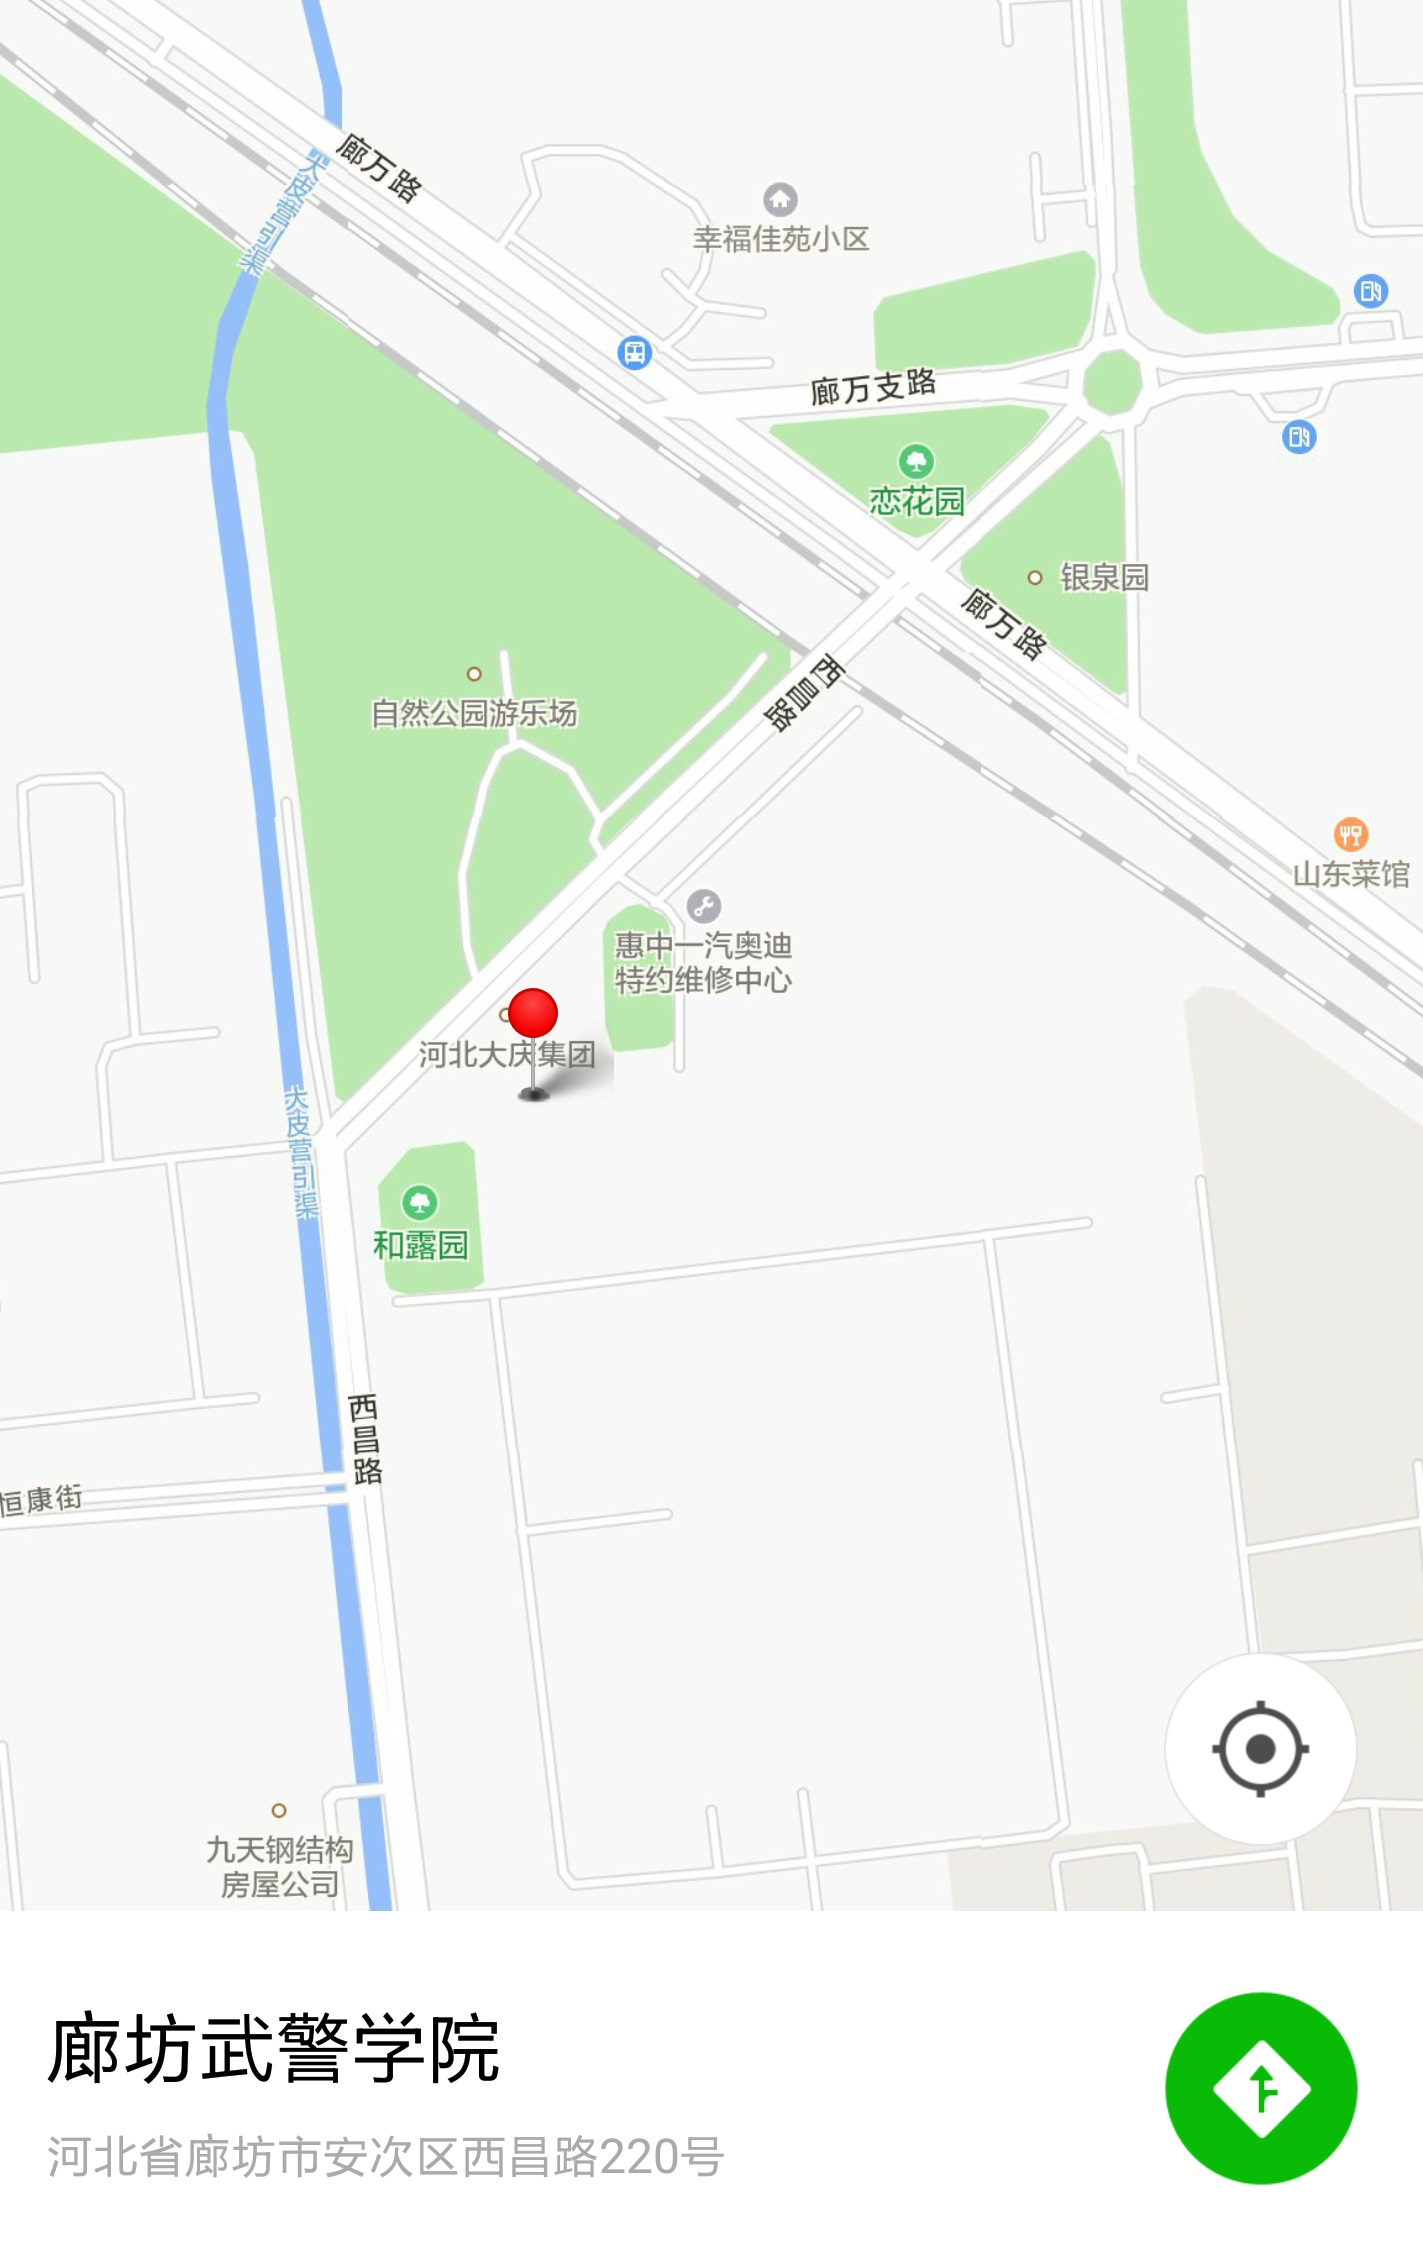 大皮营引渠
廊万路
幸福佳苑小区
廊万支路
恋花园
银泉园
廊万路
西昌路
自然公园游乐场
山东菜馆
惠中一汽奥迪
特约维修中心
河北大庆集团
大皮营引渠
和露园
西昌路
恒康街
九天钢结构
房屋公司
廊坊武警学院
河北省廊坊市安次区西昌路220号